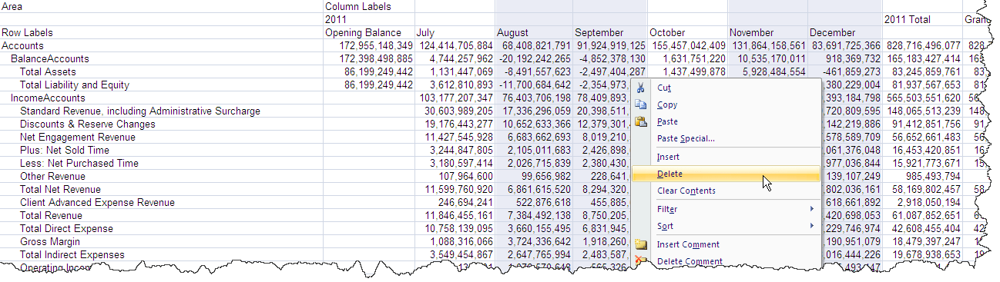 Area Column Labels
2011 2011 Total
Row Labels Opening Balance July August September October November December
Accounts 172,955,148,349 124,414,705,884 68,408,821,791 91,924,919,125 155,457,042,409 131,864,158,561 83,691,725,366 828,716,496,077 828
BalanceAccounts 172,398,498,885 4,744,257,962 -20,192,242,265 -4,852,378,130 1,631,751,220 10,535,170,011 918,369,732 165,183,427,414
Total Assets 86,199,249,442 1,131,447,069 -8,491,557,623 -2,497,404,287 1,437,499,878 5,928,484,554 -461,859,273 83,245,859,761 83
Total Liability and Equity 86,199,249,442 3,612,810,893 -11,700,684,642 -2,354,973, 380,229,004 81,937,567,653
IncomeAccounts 103,177,207,347 76,403,706,198 78,409,893, ,393,184,798 565,503,551,620
Standard Revenue, including Administrative Surcharge 30,603,989,205 17,336,296,059 20,398,511, ,720,809,595 148,065,513,239 148
Discounts & Reserve Changes 19,176,443,277 10,652,633,366 12,379,301, ,142,219,886 91,412,851,756 91
Net Engagement Revenue 11,427,545,928 6,683,662,693 8,019,210, ,578,589,709 56,652,661,483 56
Plus: Net Sold Time 3,244,847,805 2,105,011,683 2,426,898, ,061,376,048 16,453,420,851 16
Less: Net Purchased Time 3,180,597,414 2,026,715,839 2,380,430, ,977,036,844 15,921,773,671
Other Revenue 107,964,600 99,656,982 228,641, 139,107,249 985,493,794
Total Net Revenue 11,599,760,920 6,861,615,520 8,294,320, ,802,036,161 58,169,802,457 58
Client Advanced Expense Revenue 246,694,241 522,876,618 455,885, 618,661,892 2,918,050,194
Total Revenue 11,846,455,161 7,384,492,138 8,750,205, ,420,698,053 61,087,852,651
Total Direct Expense 10,758,139,095 3,660,155,495 6,831,945, ,229,746,974 42,608,455,404 42
Gross Margin 1,088,316,066 3,724,336,642 1,918,260, ,190,951,079 18,479,397,247
Total Indirect Expenses 3,549,454,867 2,647,765,994 2,483,587, ,016,444,226 19,678,938,653
Cut
Copy
Paste
Paste Special...
Insert
Delete
Clear Contents
Filter
Sort
Insert Comment
Delete Comment